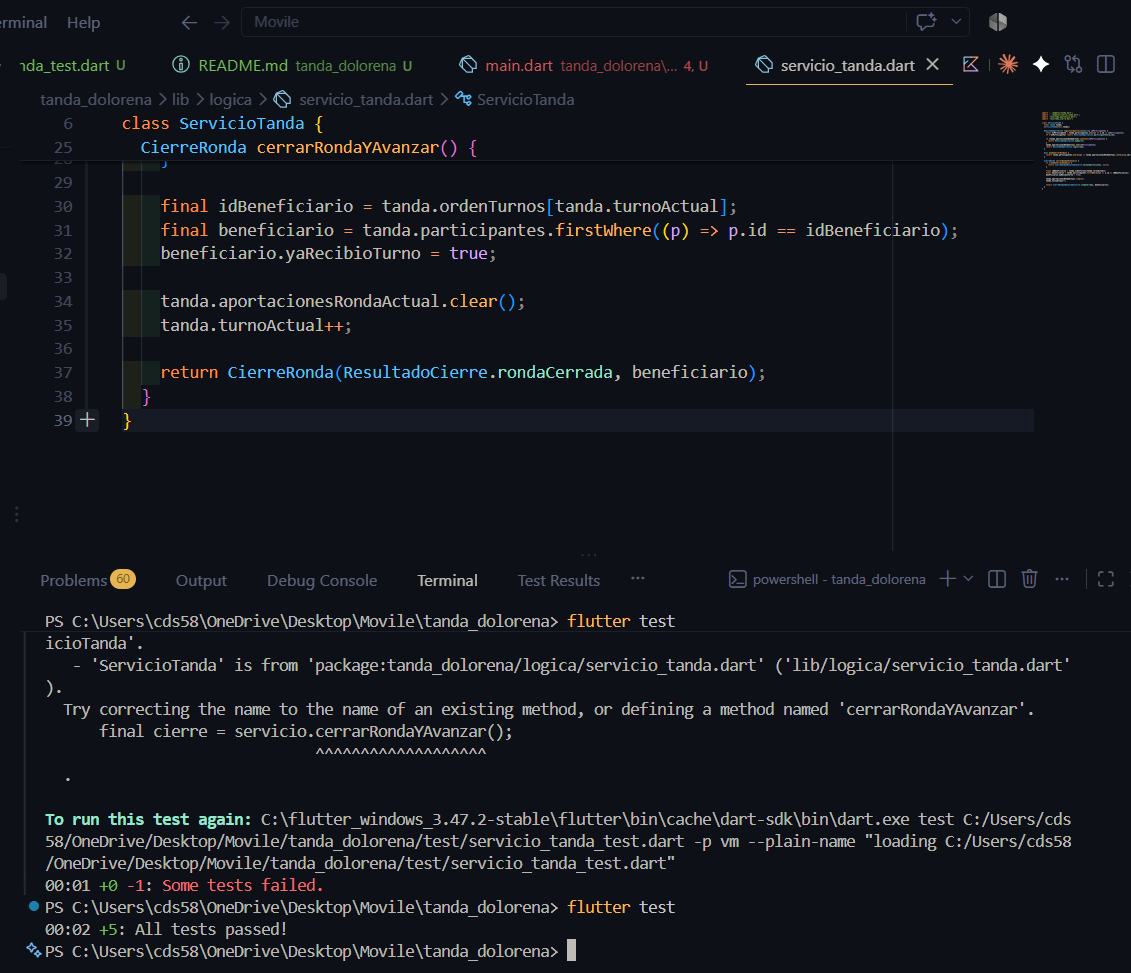 erminal Help Movile
nda_test.dart U README.md tanda_dolorena U main.dart tanda_dolorena\... 4, U servicio_tanda.dart
tanda_dolorena > lib > logica > servicio_tanda.dart > ServicioTanda
6 class ServicioTanda {
25 CierreRonda cerrarRondaYAvanzar() {
}
29
30 final idBeneficiario = tanda.ordenTurnos[tanda.turnoActual];
31 final beneficiario = tanda.participantes.firstWhere((p) => p.id == idBeneficiario);
32 beneficiario.yaRecibioTurno = true;
33
34 tanda.aportacionesRondaActual.clear();
35 tanda.turnoActual++;
36
37 return CierreRonda(ResultadoCierre.rondaCerrada, beneficiario);
38 }
39 }
Problems 60 Output Debug Console Terminal Test Results ... powershell - tanda_dolorena
PS C:\Users\cds58\OneDrive\Desktop\Movile\tanda_dolorena> flutter test
icioTanda'.
- 'ServicioTanda' is from 'package:tanda_dolorena/logica/servicio_tanda.dart' ('lib/logica/servicio_tanda.dart'
).
Try correcting the name to the name of an existing method, or defining a method named 'cerrarRondaYAvanzar'.
final cierre = servicio.cerrarRondaYAvanzar();
^^^^^^^^^^^^^^^^^^^
.
To run this test again: C:\flutter_windows_3.47.2-stable\flutter\bin\cache\dart-sdk\bin\dart.exe test C:/Users/cds
58/OneDrive/Desktop/Movile/tanda_dolorena/test/servicio_tanda_test.dart -p vm --plain-name "loading C:/Users/cds58
/OneDrive/Desktop/Movile/tanda_dolorena/test/servicio_tanda_test.dart"
00:01 +0 -1: Some tests failed.
PS C:\Users\cds58\OneDrive\Desktop\Movile\tanda_dolorena> flutter test
00:02 +5: All tests passed!
PS C:\Users\cds58\OneDrive\Desktop\Movile\tanda_dolorena>